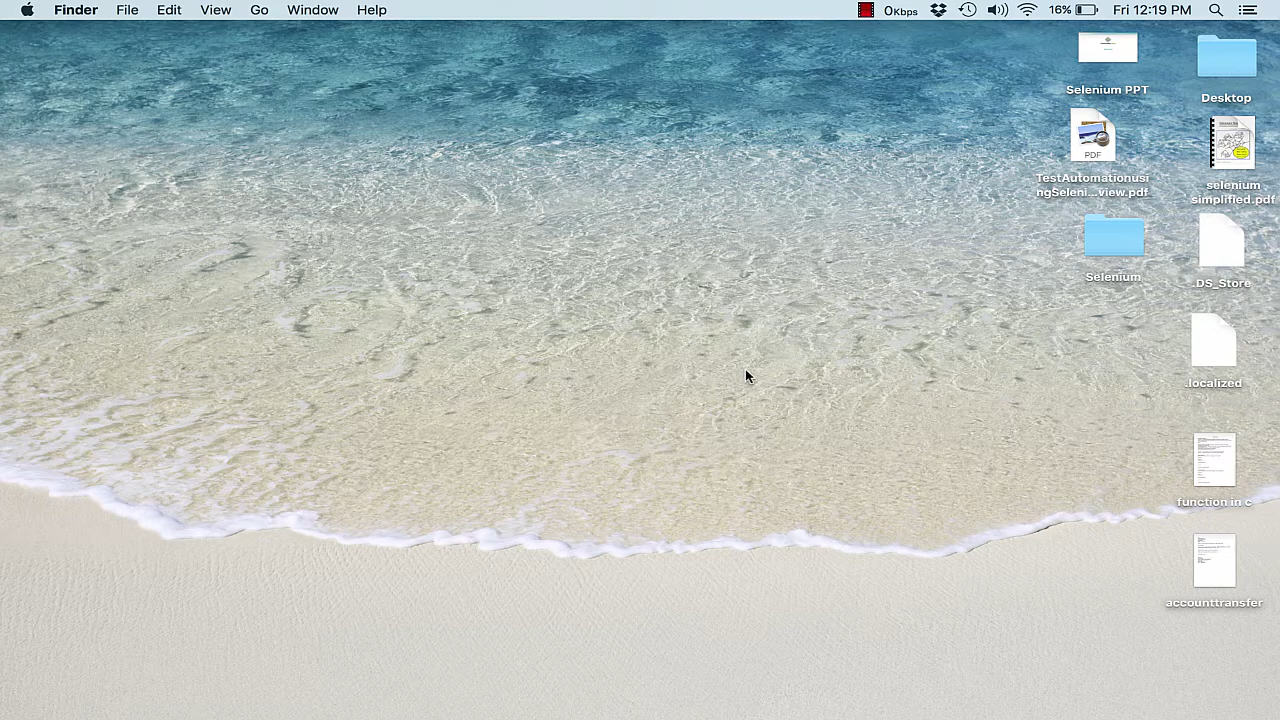 Finder File Edit View Go Window Help 0Kbps 16% Fri 12:19 PM
Selenium PPT
Desktop
PDF
TestAutomationusi
ngSeleni...view.pdf
selenium
simplified.pdf
Selenium
.DS_Store
.localized
function in c
accounttransfer